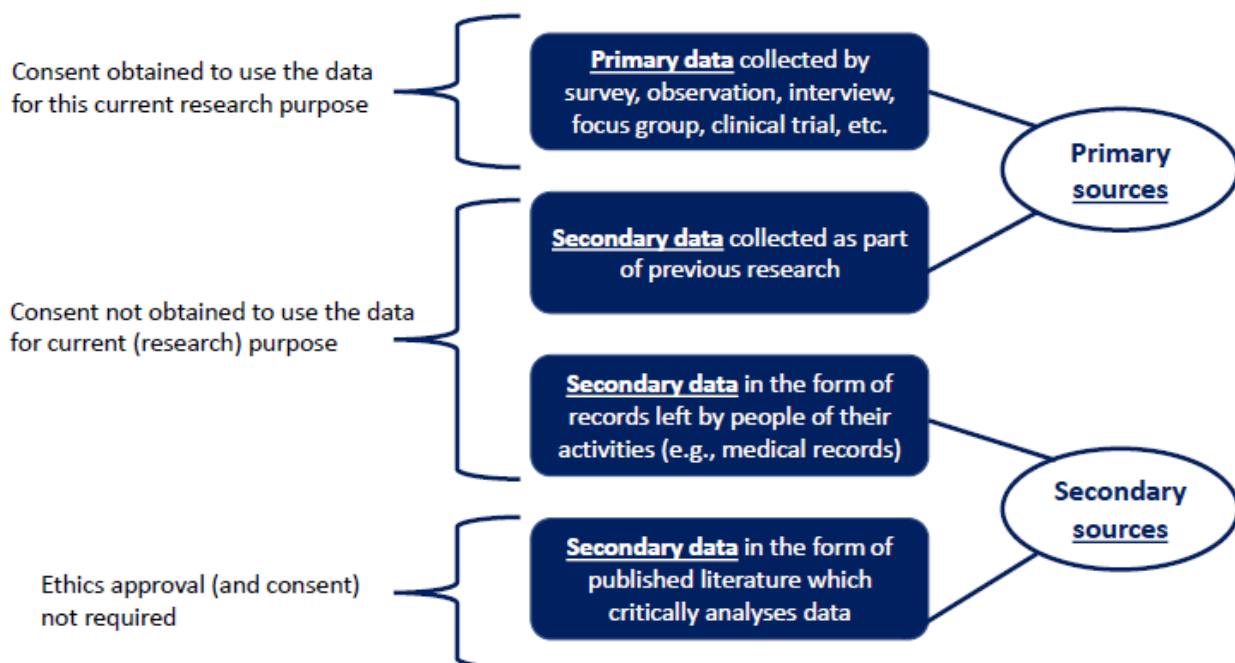 Consent obtained to use the data
for this current research purpose
Primary data collected by
survey, observation, interview,
focus group, clinical trial, etc.
Primary
sources
Secondary data collected as part
of previous research
Consent not obtained to use the data
for current (research) purpose
Secondary data in the form of
records left by people of their
activities (e.g., medical records)
Secondary
sources
Ethics approval (and consent)
not required
Secondary data in the form of
published literature which
critically analyses data